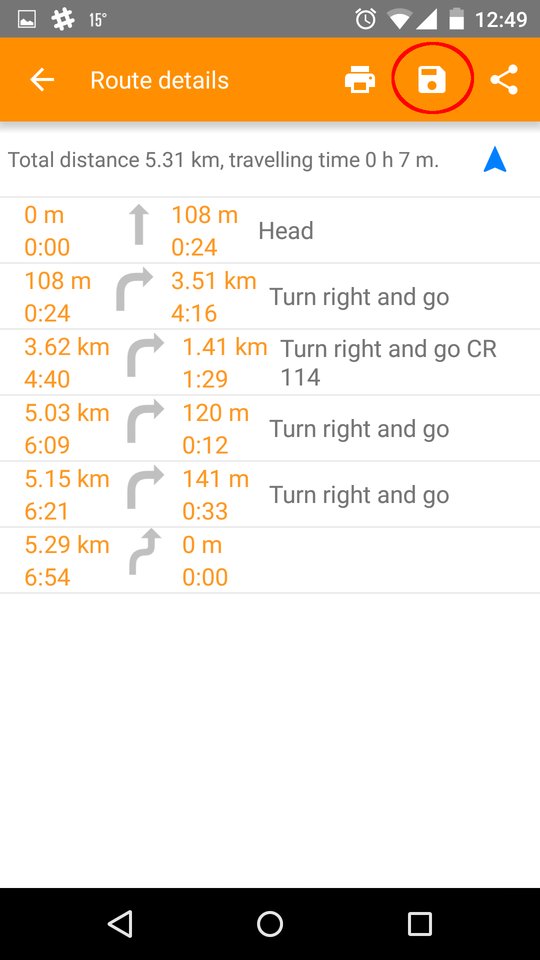 15°
12:49
Route details
Total distance 5.31 km, travelling time 0 h 7 m.
0 m 108 m
0:00 0:24
Head
108 m 3.51 km
0:24 4:16
Turn right and go
3.62 km 1.41 km
4:40 1:29
Turn right and go CR
114
5.03 km 120 m
6:09 0:12
Turn right and go
5.15 km 141 m
6:21 0:33
Turn right and go
5.29 km 0 m
6:54 0:00